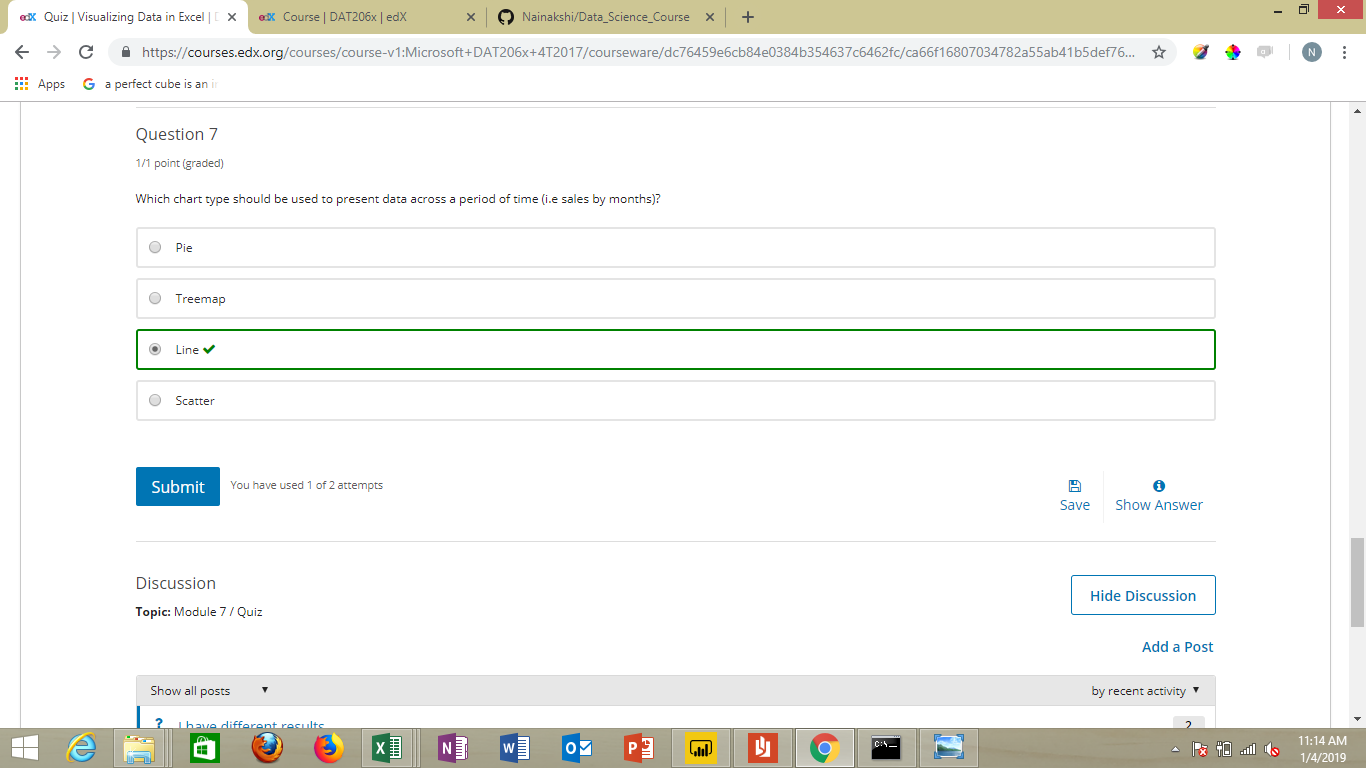 edX Quiz | Visualizing Data in Excel |
edX Course | DAT206x | edX
Nainakshi/Data_Science_Course
https://courses.edx.org/courses/course-v1:Microsoft+DAT206x+4T2017/courseware/dc76459e6cb84e0384b354637c6462fc/ca66f16807034782a55ab41b5def76...
N
Apps
G a perfect cube is an i
Question 7
1/1 point (graded)
Which chart type should be used to present data across a period of time (i.e sales by months)?
Pie
Treemap
Line
Scatter
Submit
You have used 1 of 2 attempts
Save
Show Answer
Discussion
Topic: Module 7 / Quiz
Hide Discussion
Add a Post
Show all posts
by recent activity
? I have different results
2
11:14 AM
1/4/2019